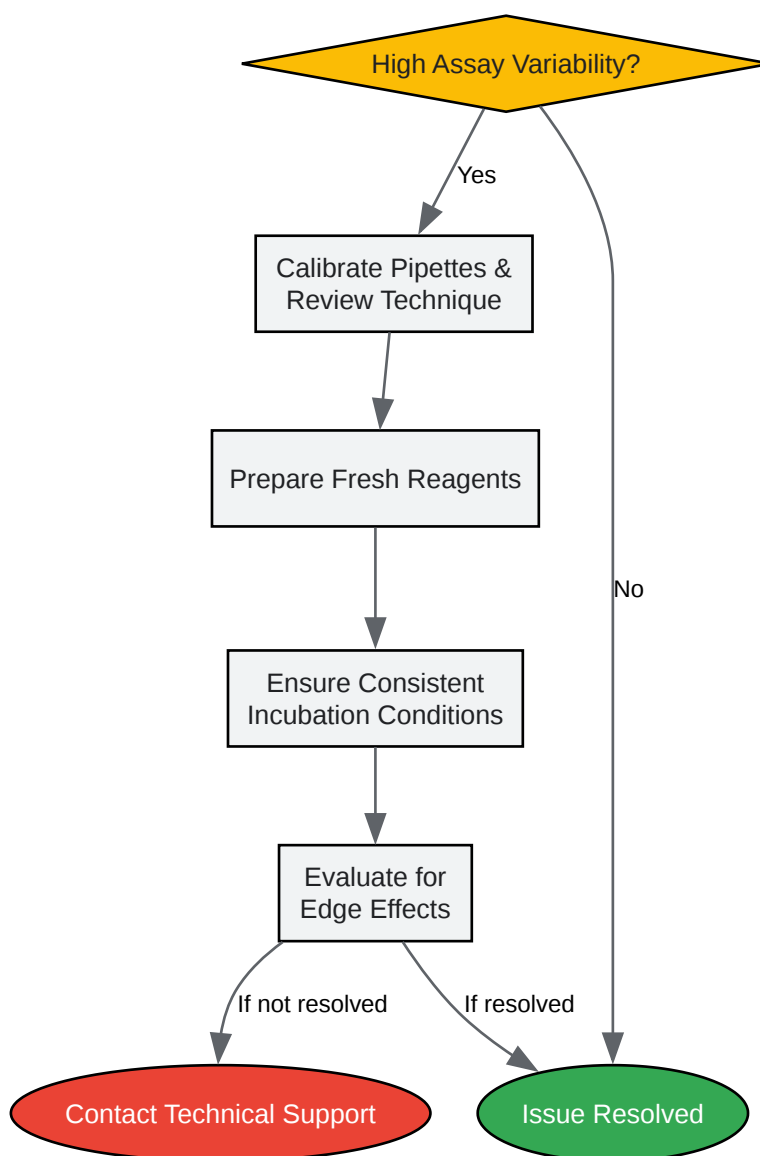 High Assay Variability?
Yes
Calibrate Pipettes &
Review Technique
Prepare Fresh Reagents
No
Ensure Consistent
Incubation Conditions
Evaluate for
Edge Effects
If not resolved
If resolved
Contact Technical Support
Issue Resolved